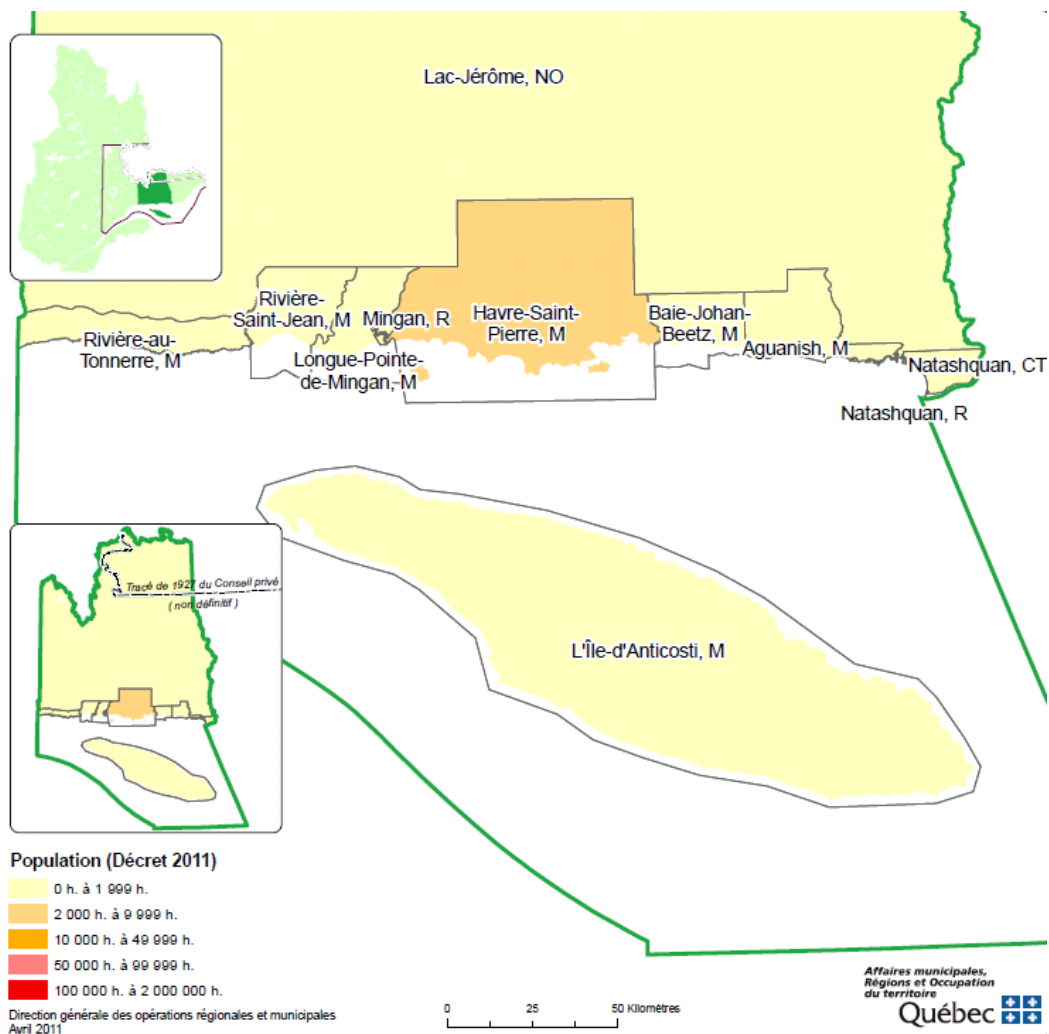 Lac-Jérôme, NO
Rivière-
Saint-Jean, M
Mingan, R
Havre-Saint-
Pierre, M
Baie-Johan-
Beetz, M
Rivière-au-
Tonnerre, M
Longue-Pointe-
de-Mingan, M
Aguanish, M
Natashquan, CT
Natashquan, R
L'Île-d'Anticosti, M
Tracé de 1927 du Conseil privé
( non définitif )
Population (Décret 2011)
0 h. à 1 999 h.
2 000 h. à 9 999 h.
10 000 h. à 49 999 h.
50 000 h. à 99 999 h.
100 000 h. à 2 000 000 h.
Direction générale des opérations régionales et municipales
Avril 2011
0 25 50 Kilomètres
Affaires municipales,
Régions et Occupation
du territoire
Québec